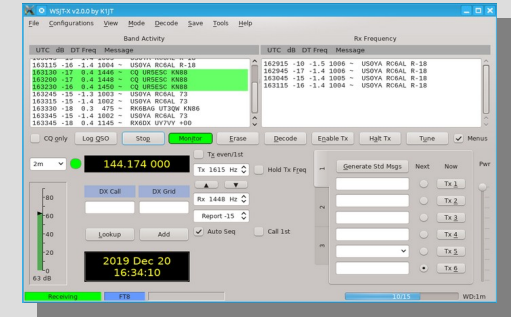 WSJT-X v2.0.0 by K1JT
File Configurations View Mode Decode Save Tools Help
Band Activity
Rx Frequency
UTC dB DT Freq Message
UTC dB DT Freq Message
163115 -16 -1.4 1004 ~ US0YA RC6AL R-18
163130 -17 0.4 1446 ~ CQ UR5ESC KN88
163200 -17 0.4 1448 ~ CQ UR5ESC KN88
163230 -16 0.4 1450 ~ CQ UR5ESC KN88
163245 -15 -1.3 1003 ~ US0YA RC6AL 73
163315 -15 -1.4 1002 ~ US0YA RC6AL 73
163330 -18 0.3 475 ~ RK6BAG UT3QW KN86
163345 -15 -1.4 1002 ~ US0YA RC6AL 73
163345 -18 0.4 1145 ~ RX6DX UY7VY +00
162915 -10 -1.5 1006 ~ US0YA RC6AL R-18
162945 -17 -1.4 1006 ~ US0YA RC6AL R-18
163045 -15 -1.4 1005 ~ US0YA RC6AL R-18
163115 -16 -1.4 1004 ~ US0YA RC6AL R-18
CQ only Log QSO Stop Monitor Erase Decode Enable Tx Halt Tx Tune Menus
2m
144.174 000
Tx even/1st
Tx 1615 Hz
Hold Tx Freq
DX Call DX Grid
Rx 1448 Hz
Report -15
Lookup Add
Auto Seq
Call 1st
2019 Dec 20
16:34:10
80
60
40
20
0
63 dB
1
2
3
Generate Std Msgs Next Now Pwr
Tx 1
Tx 2
Tx 3
Tx 4
Tx 5
Tx 6
Receiving FT8 10/15 WD:1m